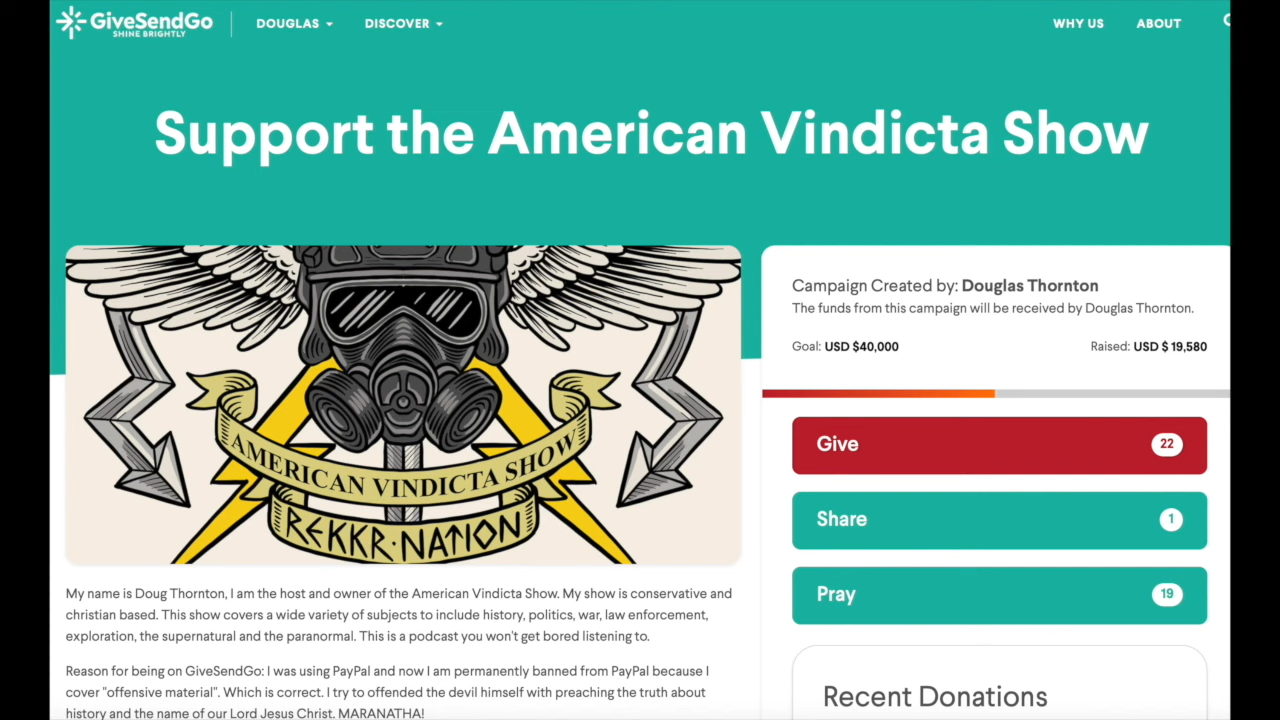 GiveSendGo
SHINE BRIGHTLY
DOUGLAS
DISCOVER
WHY US
ABOUT
Support the American Vindicta Show
AMERICAN VINDICTA SHOW
REKKR·NATION
My name is Doug Thornton, I am the host and owner of the American Vindicta Show. My show is conservative and
christian based. This show covers a wide variety of subjects to include history, politics, war, law enforcement,
exploration, the supernatural and the paranormal. This is a podcast you won't get bored listening to.
Reason for being on GiveSendGo: I was using PayPal and now I am permanently banned from PayPal because I
cover "offensive material". Which is correct. I try to offended the devil himself with preaching the truth about
history and the name of our Lord Jesus Christ. MARANATHA!
Campaign Created by: Douglas Thornton
The funds from this campaign will be received by Douglas Thornton.
Goal: USD $40,000
Raised: USD $ 19,580
Give 22
Share 1
Pray 19
Recent Donations